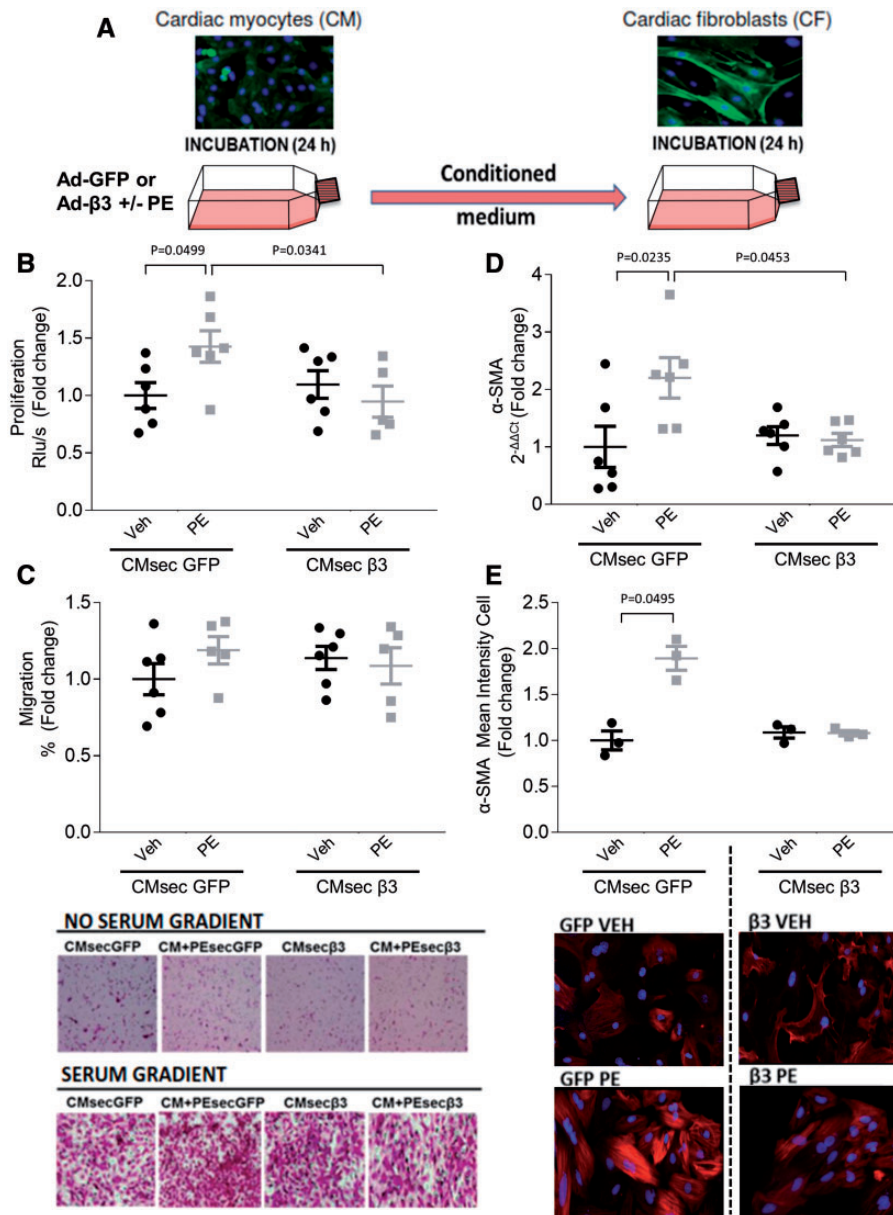 A
Cardiac myocytes (CM)
Cardiac fibroblasts (CF)
INCUBATION (24 h)
INCUBATION (24 h)
Ad-GFP or
Ad-β3 +/- PE
Conditioned
medium
B
P=0.0499
P=0.0341
Proliferation
Rlu/s (Fold change)
2.0
1.5
1.0
0.5
0.0
Veh
PE
Veh
PE
CMsec GFP
CMsec β3
D
P=0.0235
P=0.0453
α-SMA
2-ΔΔCt (Fold change)
4
3
2
1
0
Veh
PE
Veh
PE
CMsec GFP
CMsec β3
C
Migration
% (Fold change)
1.5
1.0
0.5
0.0
Veh
PE
Veh
PE
CMsec GFP
CMsec β3
NO SERUM GRADIENT
CMsecGFP
CM+PEsecGFP
CMsecβ3
CM+PEsecβ3
SERUM GRADIENT
CMsecGFP
CM+PEsecGFP
CMsecβ3
CM+PEsecβ3
E
P=0.0495
α-SMA Mean Intensity Cell
(Fold change)
2.5
2.0
1.5
1.0
0.5
0.0
Veh
PE
Veh
PE
CMsec GFP
CMsec β3
GFP VEH
β3 VEH
GFP PE
β3 PE